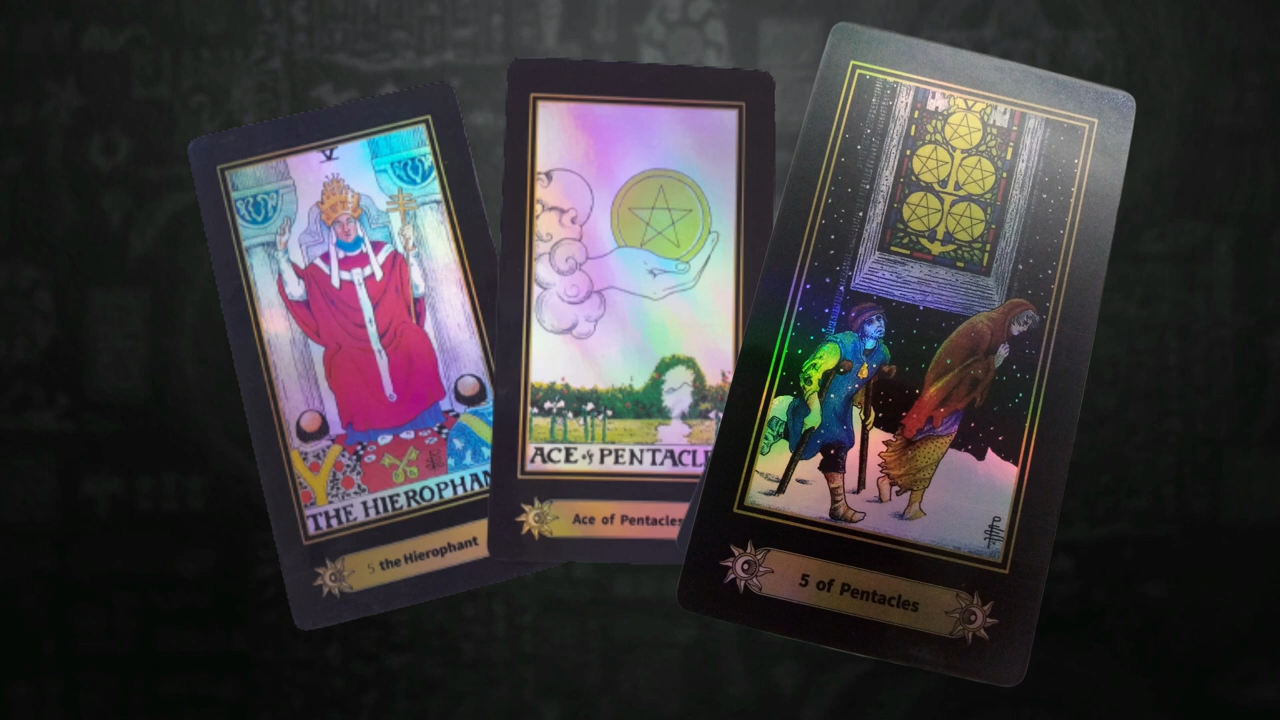 V
THE HIEROPHAN
5 the Hierophant
ACE of PENTACLE
Ace of Pentacles
5 of Pentacles